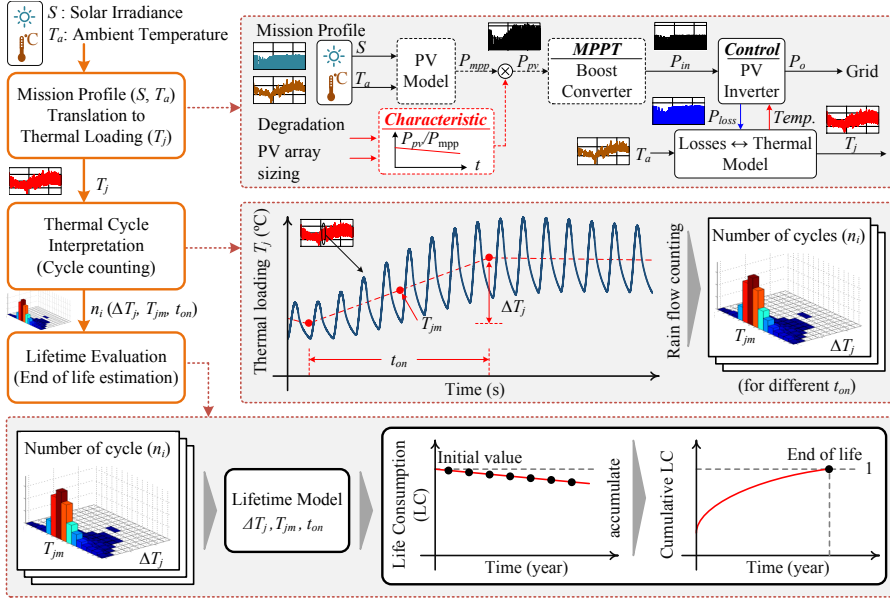 S : Solar Irradiance
°C
Ta: Ambient Temperature
Mission Profile (S, Ta)
Translation to
Thermal Loading (Tj)
Tj
Thermal Cycle
Interpretation
(Cycle counting)
ni (ΔTj, Tjm, ton)
Lifetime Evaluation
(End of life estimation)
Mission Profile
S
°C
Ta
PV
Model
Pmpp
Ppv
MPPT
Boost
Converter
Pin
Control
PV
Inverter
Po
Grid
Degradation
PV array
sizing
Characteristic
Ppv/Pmpp
t
Ploss
Temp.
Ta
Losses ↔ Thermal
Model
Tj
Thermal loading Tj (ºC)
Tjm
ΔTj
ton
Time (s)
Rain flow counting
Number of cycles (ni)
Tjm
ΔTj
(for different ton)
Number of cycle (ni)
Tjm
ΔTj
Lifetime Model
ΔTj, Tjm, ton
Life Consumption
(LC)
Initial value
Time (year)
accumulate
Cumulative LC
End of life
1
Time (year)